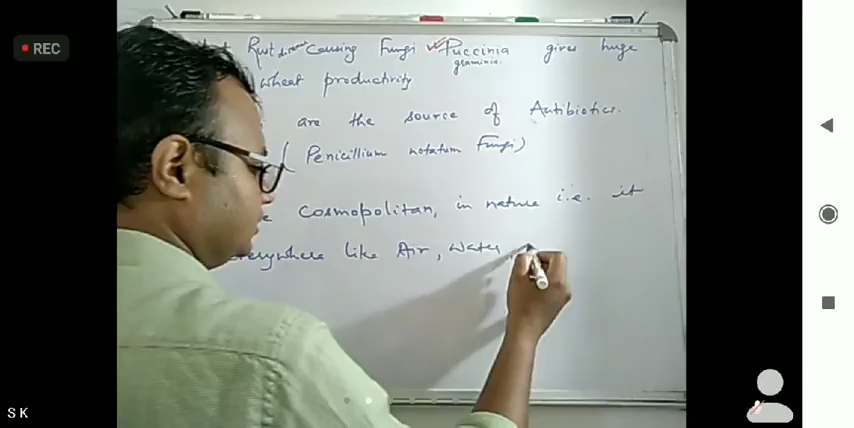 REC
Rust disease Causing Fungi Puccinia gives huge
graminis.
wheat productivity
are the source of Antibiotics.
( Penicillium notatum Fungi)
Cosmopolitan, in nature i.e. it
everywhere like Air, Water,
S K